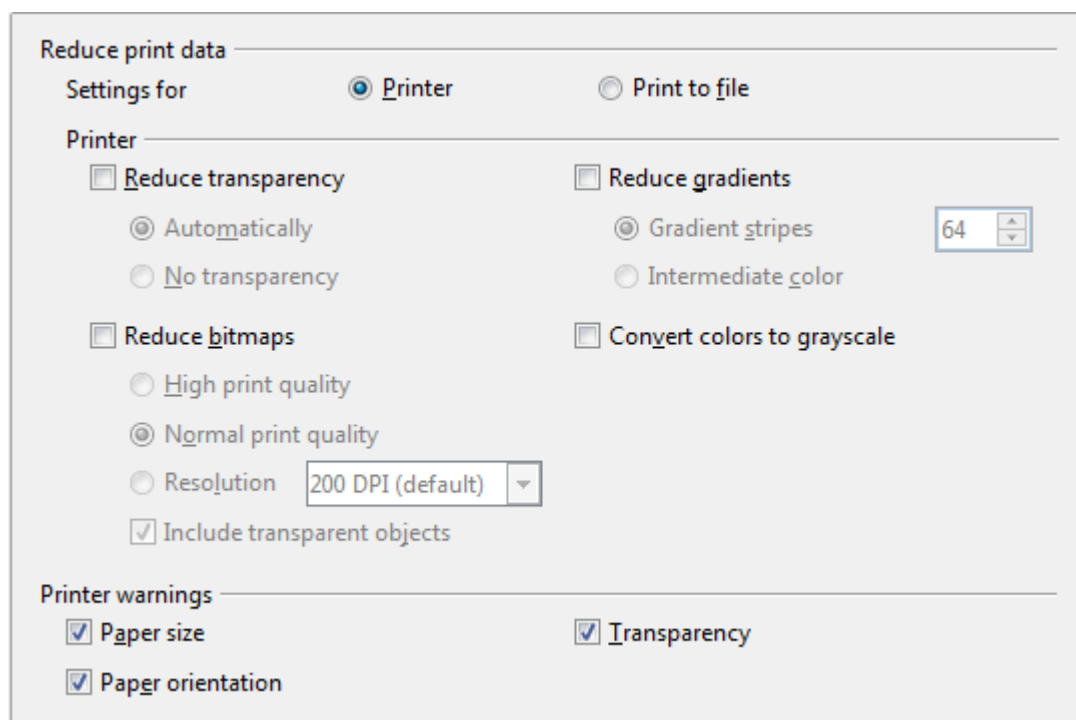 Reduce print data
Settings for Printer Print to file
Printer
Reduce transparency Reduce gradients
Automatically Gradient stripes 64
No transparency Intermediate color
Reduce bitmaps Convert colors to grayscale
High print quality
Normal print quality
Resolution 200 DPI (default)
Include transparent objects
Printer warnings
Paper size Transparency
Paper orientation